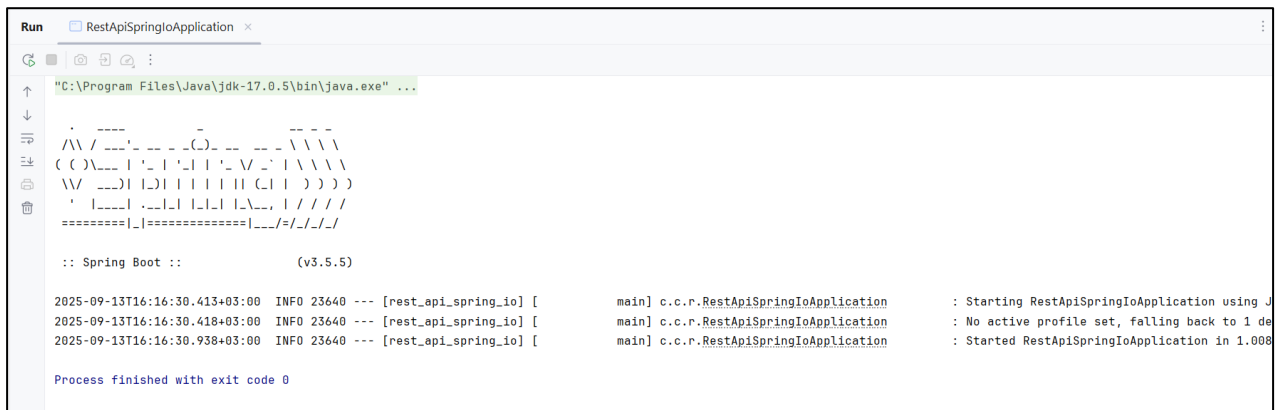 Run RestApiSpringIoApplication ×
"C:\Program Files\Java\jdk-17.0.5\bin\java.exe" ...
  .   ____          _            __ _ _
 /\\ / ___'_ __ _ _(_)_ __  __ _ \ \ \ \
( ( )\___ | '_ | '_| | '_ \/ _` | \ \ \ \
 \\/  ___)| |_)| | | | | || (_| |  ) ) ) )
  '  |____| .__|_| |_|_| |_\__, | / / / /
 =========|_|==============|___/=/_/_/_/
 :: Spring Boot ::                (v3.5.5)
2025-09-13T16:16:30.413+03:00  INFO 23640 --- [rest_api_spring_io] [           main] c.c.r.RestApiSpringIoApplication         : Starting RestApiSpringIoApplication using J
2025-09-13T16:16:30.418+03:00  INFO 23640 --- [rest_api_spring_io] [           main] c.c.r.RestApiSpringIoApplication         : No active profile set, falling back to 1 de
2025-09-13T16:16:30.938+03:00  INFO 23640 --- [rest_api_spring_io] [           main] c.c.r.RestApiSpringIoApplication         : Started RestApiSpringIoApplication in 1.008
Process finished with exit code 0